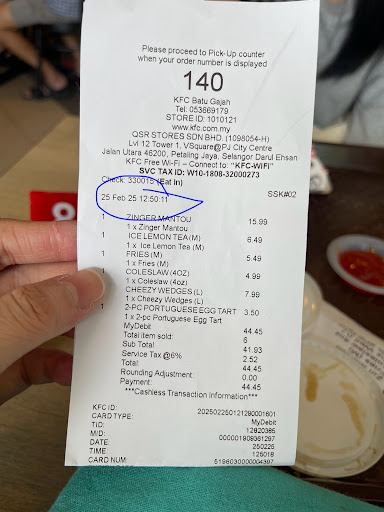 Please proceed to Pick-Up counter
when your order number is displayed
140
KFC Batu Gajah
Tel: 053669179
STORE ID: 1010121
www.kfc.com.my
QSR STORES SDN BHD. (1098054-H)
Lvl 12 Tower 1, VSquare@PJ City Centre
Jalan Utara 46200, Petaling Jaya, Selangor Darul Ehsan
KFC Free Wi-Fi – Connect to: "KFC-WiFi"
SVC TAX ID: W10-1808-32000273
Check: 330015 (Eat In)
SSK#02
25 Feb 25 12:50:11
1 ZINGER MANTOU 15.99
1 x Zinger Mantou
1 ICE LEMON TEA(M) 6.49
1 x Ice Lemon Tea (M)
1 FRIES(M) 5.49
1 x Fries (M)
1 COLESLAW (4OZ) 4.99
1 x Coleslaw (4oz)
1 CHEEZY WEDGES (L) 7.99
1 x Cheezy Wedges (L)
1 2-PC PORTUGUESE EGG TART 3.50
1 x 2-pc Portuguese Egg Tart
MyDebit 44.45
Total item sold: 6
Sub Total 41.93
Service Tax @6% 2.52
Total: 44.45
Rounding Adjustment: 0.00
Payment: 44.45
***Cashless Transaction Information***
KFC ID: 202502250121280001601
CARD TYPE: MyDebit
TID: 12820385
M/D: 000001808361297
DATE: 250225
TIME: 125018
CARD NUM: